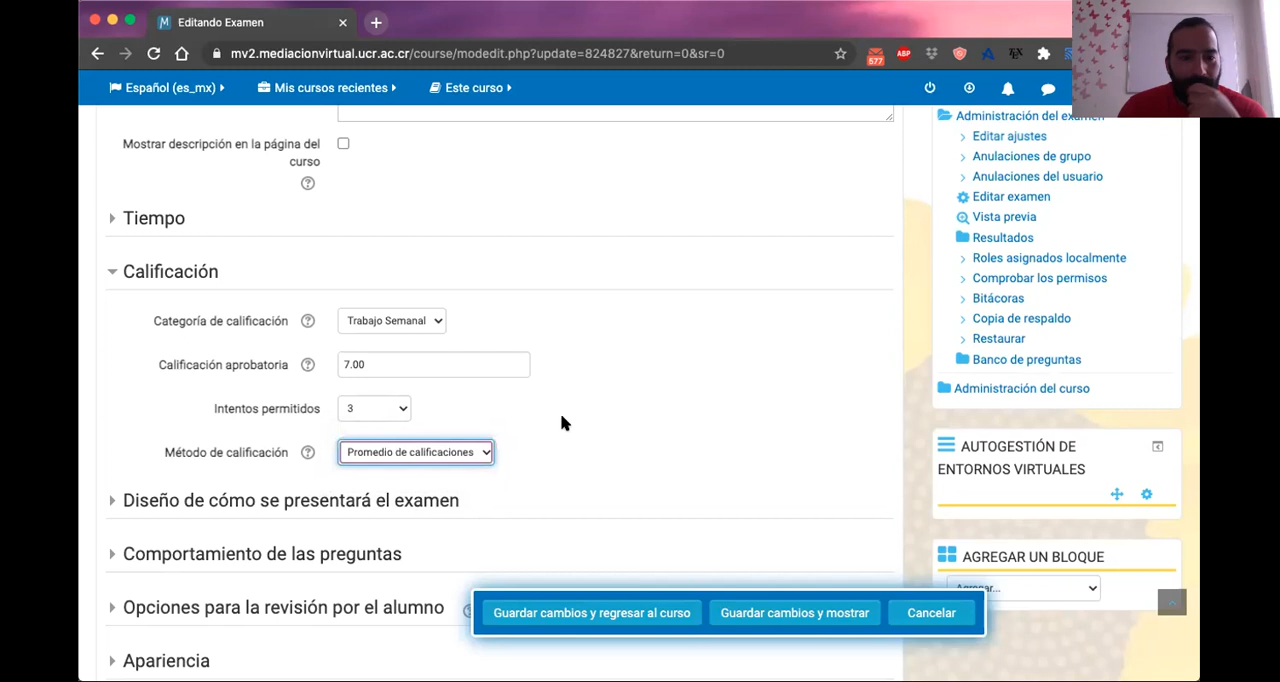 Editando Examen
mv2.mediacionvirtual.ucr.ac.cr/course/modedit.php?update=824827&return=0&sr=0
577
ABP
Español (es_mx)
Mis cursos recientes
Este curso
Mostrar descripción en la página del
curso
Tiempo
Calificación
Categoría de calificación
Trabajo Semanal
Calificación aprobatoria
7.00
Intentos permitidos
3
Método de calificación
Promedio de calificaciones
Diseño de cómo se presentará el examen
Comportamiento de las preguntas
Opciones para la revisión por el alumno
Apariencia
Guardar cambios y regresar al curso
Guardar cambios y mostrar
Cancelar
Administración del examen
Editar ajustes
Anulaciones de grupo
Anulaciones del usuario
Editar examen
Vista previa
Resultados
Roles asignados localmente
Comprobar los permisos
Bitácoras
Copia de respaldo
Restaurar
Banco de preguntas
Administración del curso
AUTOGESTIÓN DE
ENTORNOS VIRTUALES
AGREGAR UN BLOQUE
Agregar...